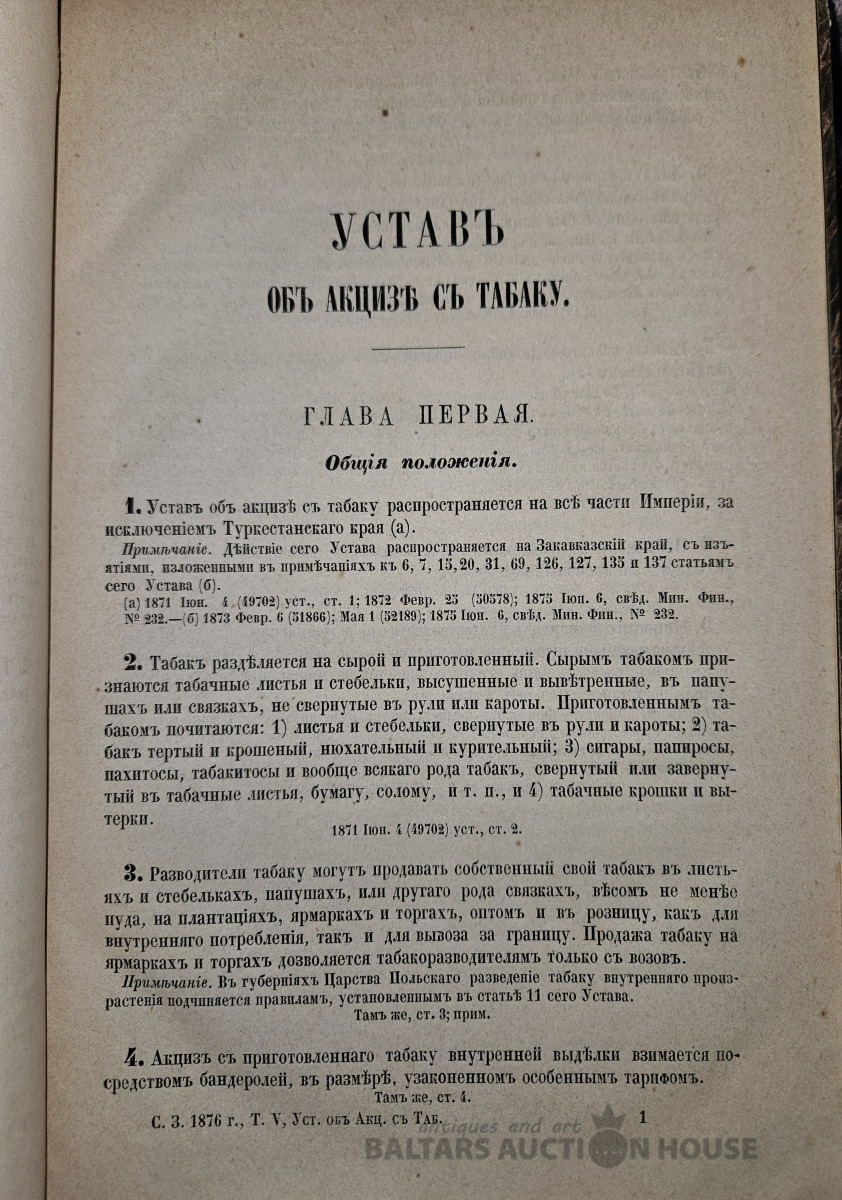 УСТАВЪ
ОБЪ АКЦИЗѢ СЪ ТАБАКУ.
ГЛАВА ПЕРВАЯ.
Общія положенія.
1. Уставъ объ акцизѣ съ табаку распространяется на всѣ части Имперіи, за
исключеніемъ Туркестанскаго края (а).
Примѣчаніе. Дѣйствіе сего Устава распространяется на Закавказскій край, съ изъ-
ятіями, изложенными въ примѣчаніяхъ къ 6, 7, 15, 20, 31, 69, 126, 127, 135 и 137 статьямъ
сего Устава (б).
(а) 1871 Іюн. 4 (49702) уст., ст. 1; 1872 Февр. 25 (50578); 1875 Іюн. 6, свѣд. Мин. Фин.,
№ 232.—(б) 1873 Февр. 6 (51866); Мая 1 (52189); 1875 Іюн. 6, свѣд. Мин. Фин., № 232.
2. Табакъ раздѣляется на сырой и приготовленный. Сырымъ табакомъ при-
знаются табачные листья и стебельки, высушенные и вывѣтренные, въ папу-
шахъ или связкахъ, не свернутые въ рули или кароты. Приготовленнымъ та-
бакомъ почитаются: 1) листья и стебельки, свернутые въ рули и кароты; 2) та-
бакъ тертый и крошеный, нюхательный и курительный; 3) сигары, папиросы,
пахитосы, табакитосы и вообще всякаго рода табакъ, свернутый или заверну-
тый въ табачные листья, бумагу, солому, и т. п., и 4) табачные крошки и вы-
терки.
1871 Іюн. 4 (49702) уст., ст. 2.
3. Разводители табаку могутъ продавать собственный свой табакъ въ листь-
яхъ и стебелькахъ, папушахъ, или другаго рода связкахъ, вѣсомъ не менѣе
пуда, на плантаціяхъ, ярмаркахъ и торгахъ, оптомъ и въ розницу, какъ для
внутренняго потребленія, такъ и для вывоза за границу. Продажа табаку на
ярмаркахъ и торгахъ дозволяется табакоразводителямъ только съ возовъ.
Примѣчаніе. Въ губерніяхъ Царства Польскаго разведеніе табаку внутренняго произ-
растенія подчиняется правиламъ, установленнымъ въ статьѣ 11 сего Устава.
Тамъ же, ст. 3; прим.
4. Акцизъ съ приготовленнаго табаку внутренней выдѣлки взимается по-
средствомъ бандеролей, въ размѣрѣ, узаконенномъ особеннымъ тарифомъ.
Тамъ же, ст. 4.
С. З. 1876 г., Т. V, Уст. объ Акц. съ Таб. 1
antiques and art
BALTARS AUCTION HOUSE